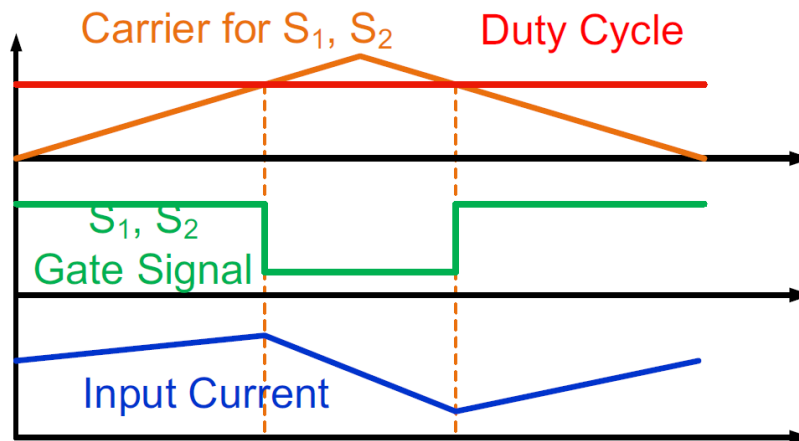 Carrier for S₁, S₂
Duty Cycle
S₁, S₂
Gate Signal
Input Current